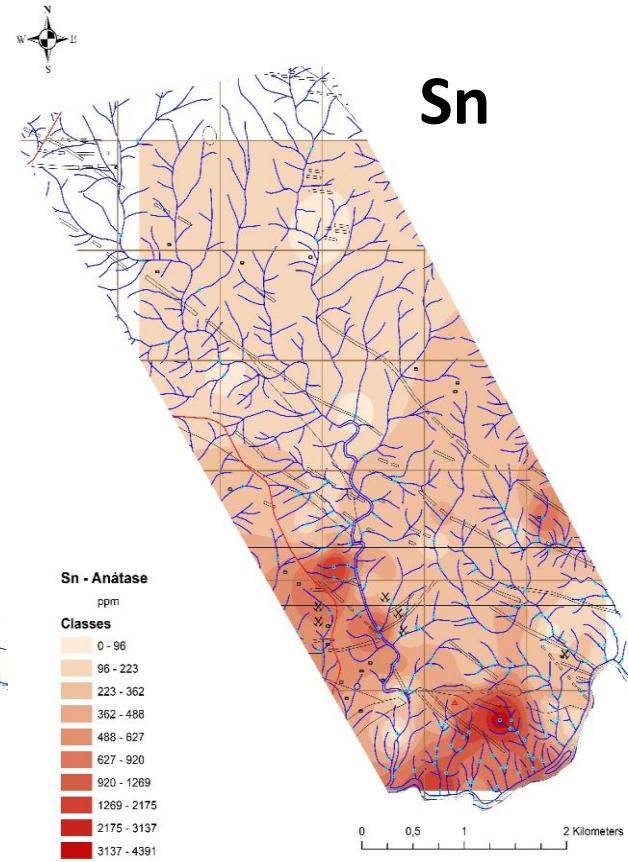 N
W E
S
Sn
Sn - Anátase
ppm
Classes
0 - 96
96 - 223
223 - 362
362 - 488
488 - 627
627 - 920
920 - 1269
1269 - 2175
2175 - 3137
3137 - 4391
0 0,5 1 2 Kilometers